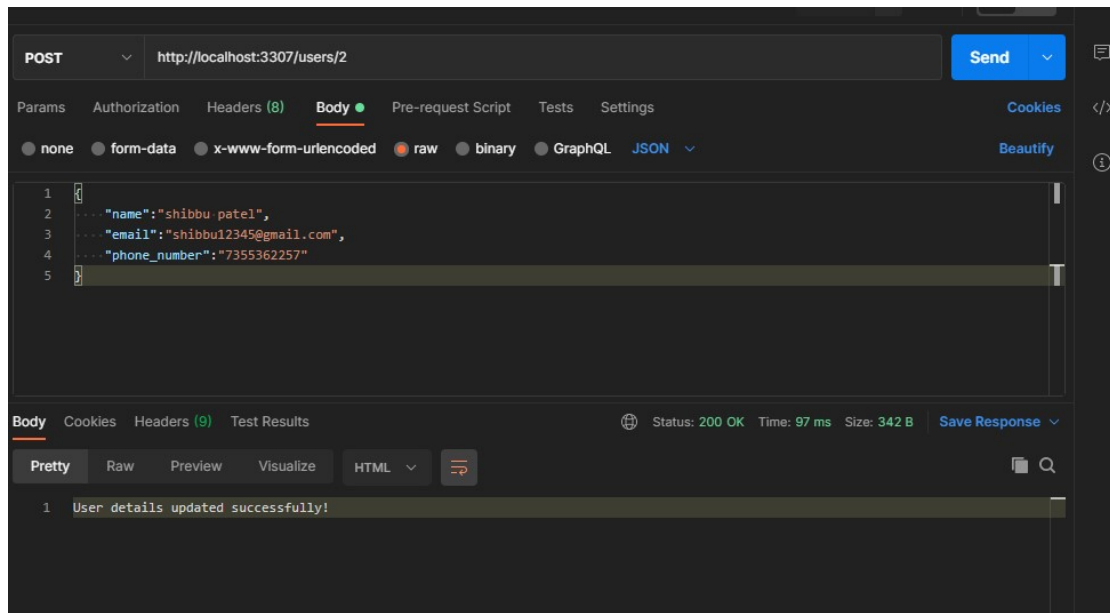 POST http://localhost:3307/users/2 Send
Params Authorization Headers (8) Body Pre-request Script Tests Settings Cookies
none form-data x-www-form-urlencoded raw binary GraphQL JSON Beautify
1 {
2 ····"name":"shibbu·patel",
3 ····"email":"shibbu12345@gmail.com",
4 ····"phone_number":"7355362257"
5 }
Body Cookies Headers (9) Test Results Status: 200 OK Time: 97 ms Size: 342 B Save Response
Pretty Raw Preview Visualize HTML
1 User details updated successfully!